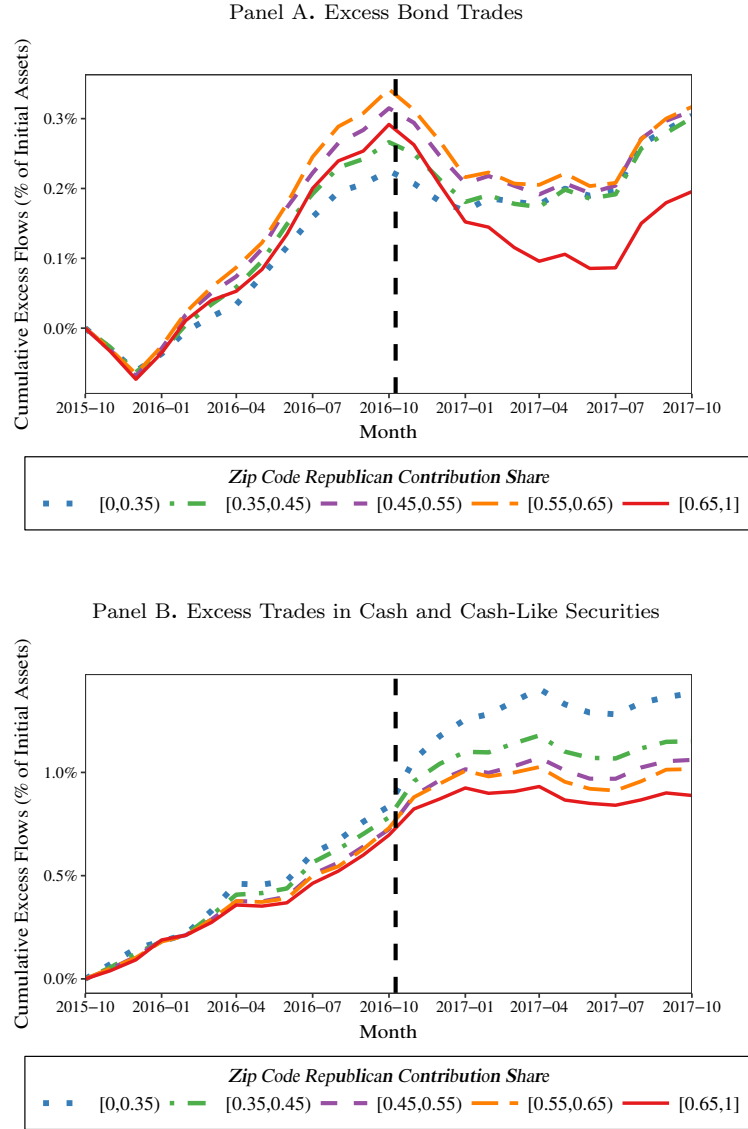 Panel A. Excess Bond Trades
Cumulative Excess Flows (% of Initial Assets)
0.3%
0.2%
0.1%
0.0%
2015–10 2016–01 2016–04 2016–07 2016–10 2017–01 2017–04 2017–07 2017–10
Month
Zip Code Republican Contribution Share
[0,0.35) [0.35,0.45) [0.45,0.55) [0.55,0.65) [0.65,1]
Panel B. Excess Trades in Cash and Cash-Like Securities
Cumulative Excess Flows (% of Initial Assets)
1.0%
0.5%
0.0%
2015–10 2016–01 2016–04 2016–07 2016–10 2017–01 2017–04 2017–07 2017–10
Month
Zip Code Republican Contribution Share
[0,0.35) [0.35,0.45) [0.45,0.55) [0.55,0.65) [0.65,1]